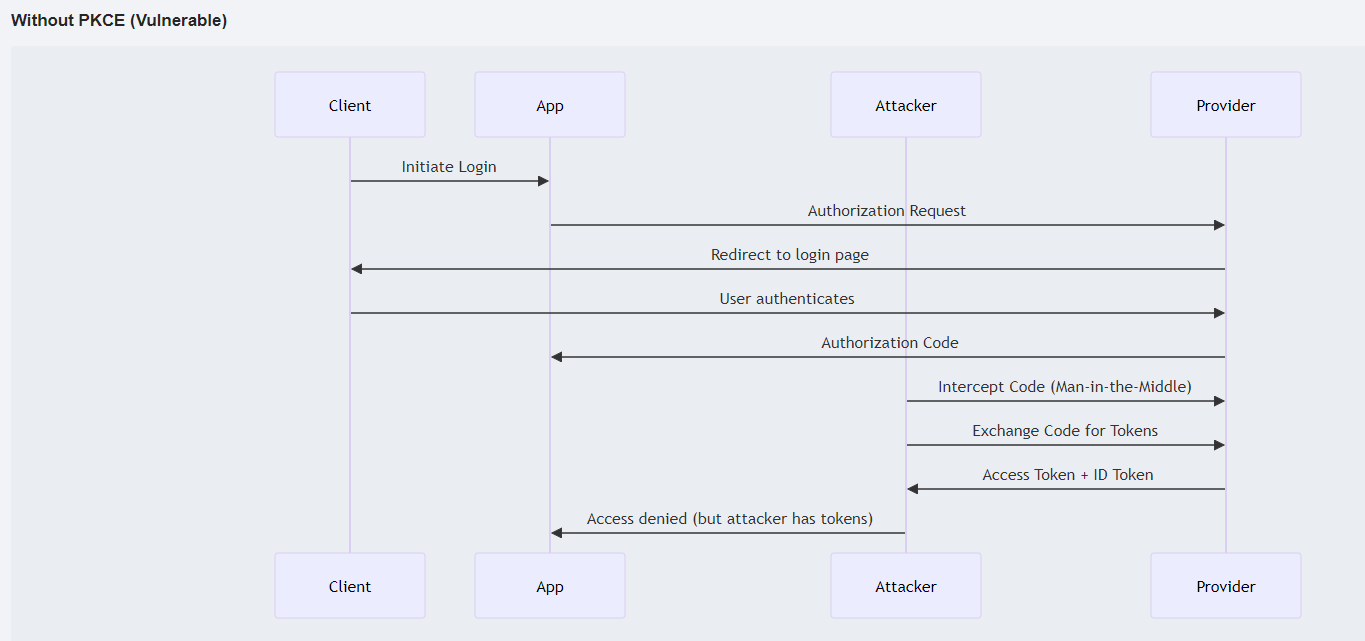 Without PKCE (Vulnerable)
Client
App
Attacker
Provider
Initiate Login
Authorization Request
Redirect to login page
User authenticates
Authorization Code
Intercept Code (Man-in-the-Middle)
Exchange Code for Tokens
Access Token + ID Token
Access denied (but attacker has tokens)
Client
App
Attacker
Provider